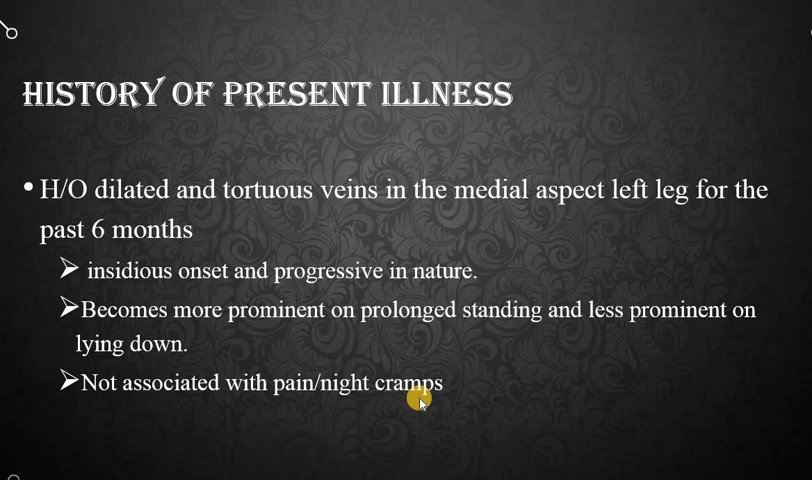 HISTORY OF PRESENT ILLNESS
• H/O dilated and tortuous veins in the medial aspect left leg for the
past 6 months
➢ insidious onset and progressive in nature.
➢Becomes more prominent on prolonged standing and less prominent on
lying down.
➢Not associated with pain/night cramps